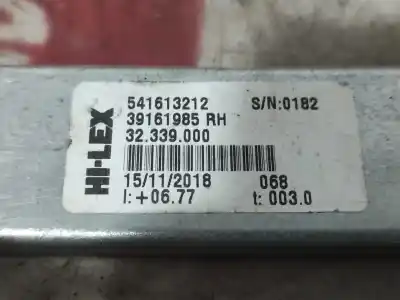 HI-LEX
541613212 S/N:0182
39161985 RH
32.339.000
15/11/2018 068
l:+06.77 t: 003.0